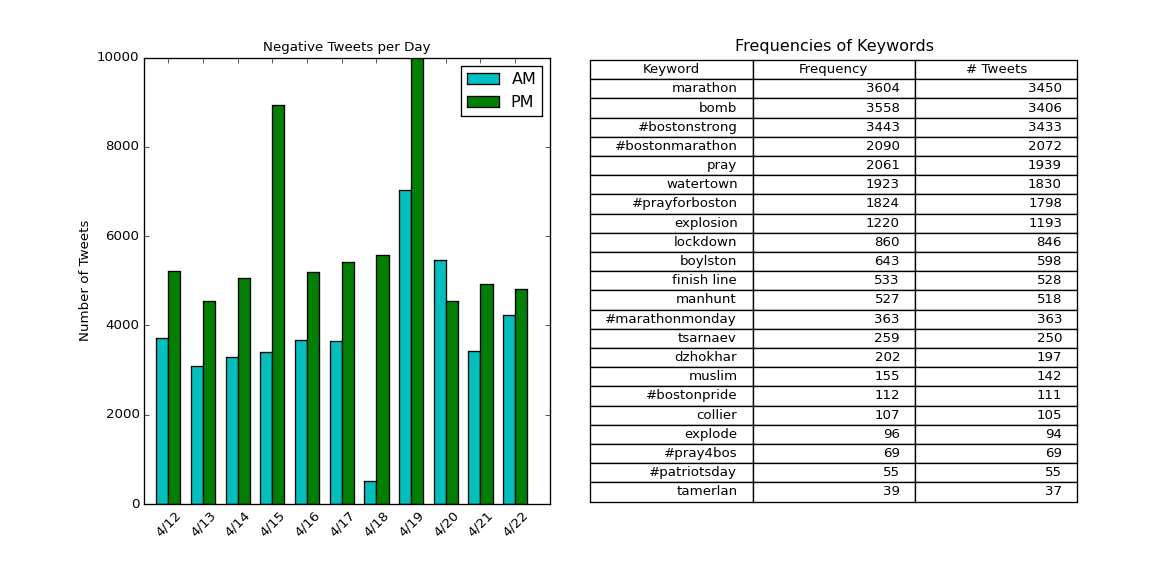 Negative Tweets per Day
10000
8000
6000
4000
2000
0
Number of Tweets
AM
PM
4/12 4/13 4/14 4/15 4/16 4/17 4/18 4/19 4/20 4/21 4/22
Frequencies of Keywords
Keyword Frequency # Tweets
marathon 3604 3450
bomb 3558 3406
#bostonstrong 3443 3433
#bostonmarathon 2090 2072
pray 2061 1939
watertown 1923 1830
#prayforboston 1824 1798
explosion 1220 1193
lockdown 860 846
boylston 643 598
finish line 533 528
manhunt 527 518
#marathonmonday 363 363
tsarnaev 259 250
dzhokhar 202 197
muslim 155 142
#bostonpride 112 111
collier 107 105
explode 96 94
#pray4bos 69 69
#patriotsday 55 55
tamerlan 39 37